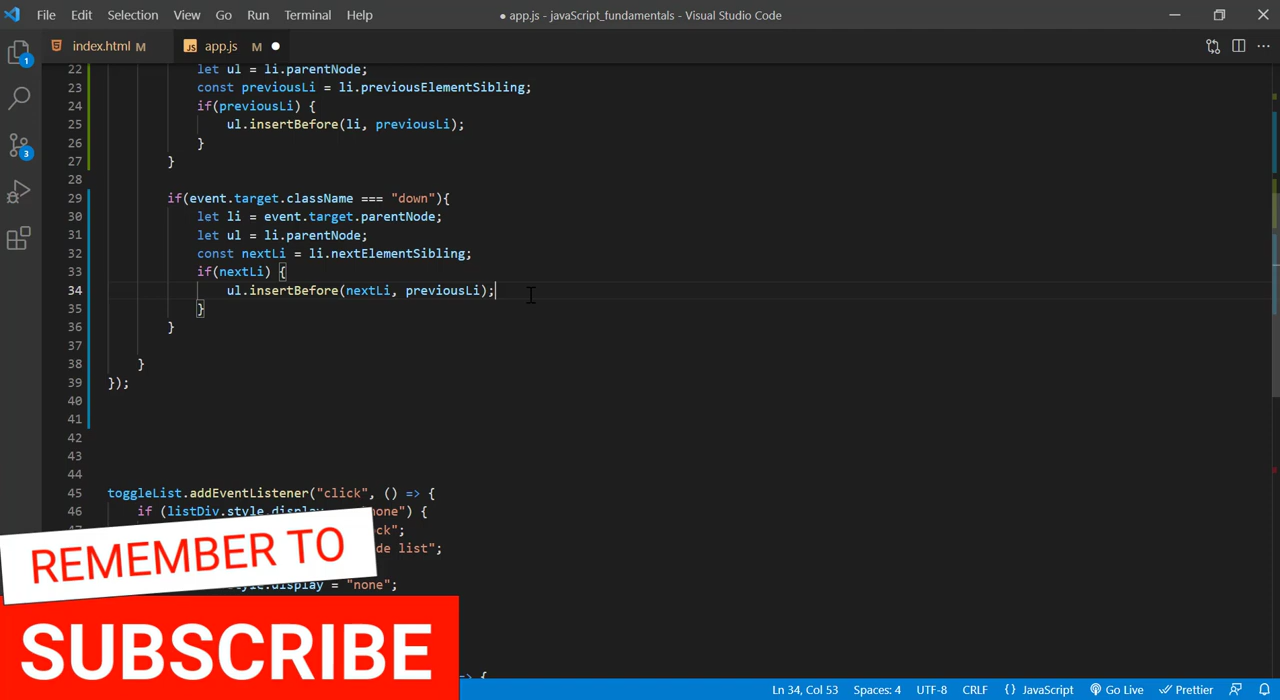 File Edit Selection View Go Run Terminal Help
● app.js - javaScript_fundamentals - Visual Studio Code
index.html M
JS app.js M
22 let ul = li.parentNode;
23 const previousLi = li.previousElementSibling;
24 if(previousLi) {
25 ul.insertBefore(li, previousLi);
26 }
27 }
28
29 if(event.target.className === "down"){
30 let li = event.target.parentNode;
31 let ul = li.parentNode;
32 const nextLi = li.nextElementSibling;
33 if(nextLi) {
34 ul.insertBefore(nextLi, previousLi);
35 }
36 }
37
38 }
39 });
40
41
42
43
44
45 toggleList.addEventListener("click", () => {
46 if (listDiv.style.display "none") {
ck";
de list";
style.display = "none";
=> {
1
3
REMEMBER TO
SUBSCRIBE
Ln 34, Col 53 Spaces: 4 UTF-8 CRLF {} JavaScript Go Live Prettier